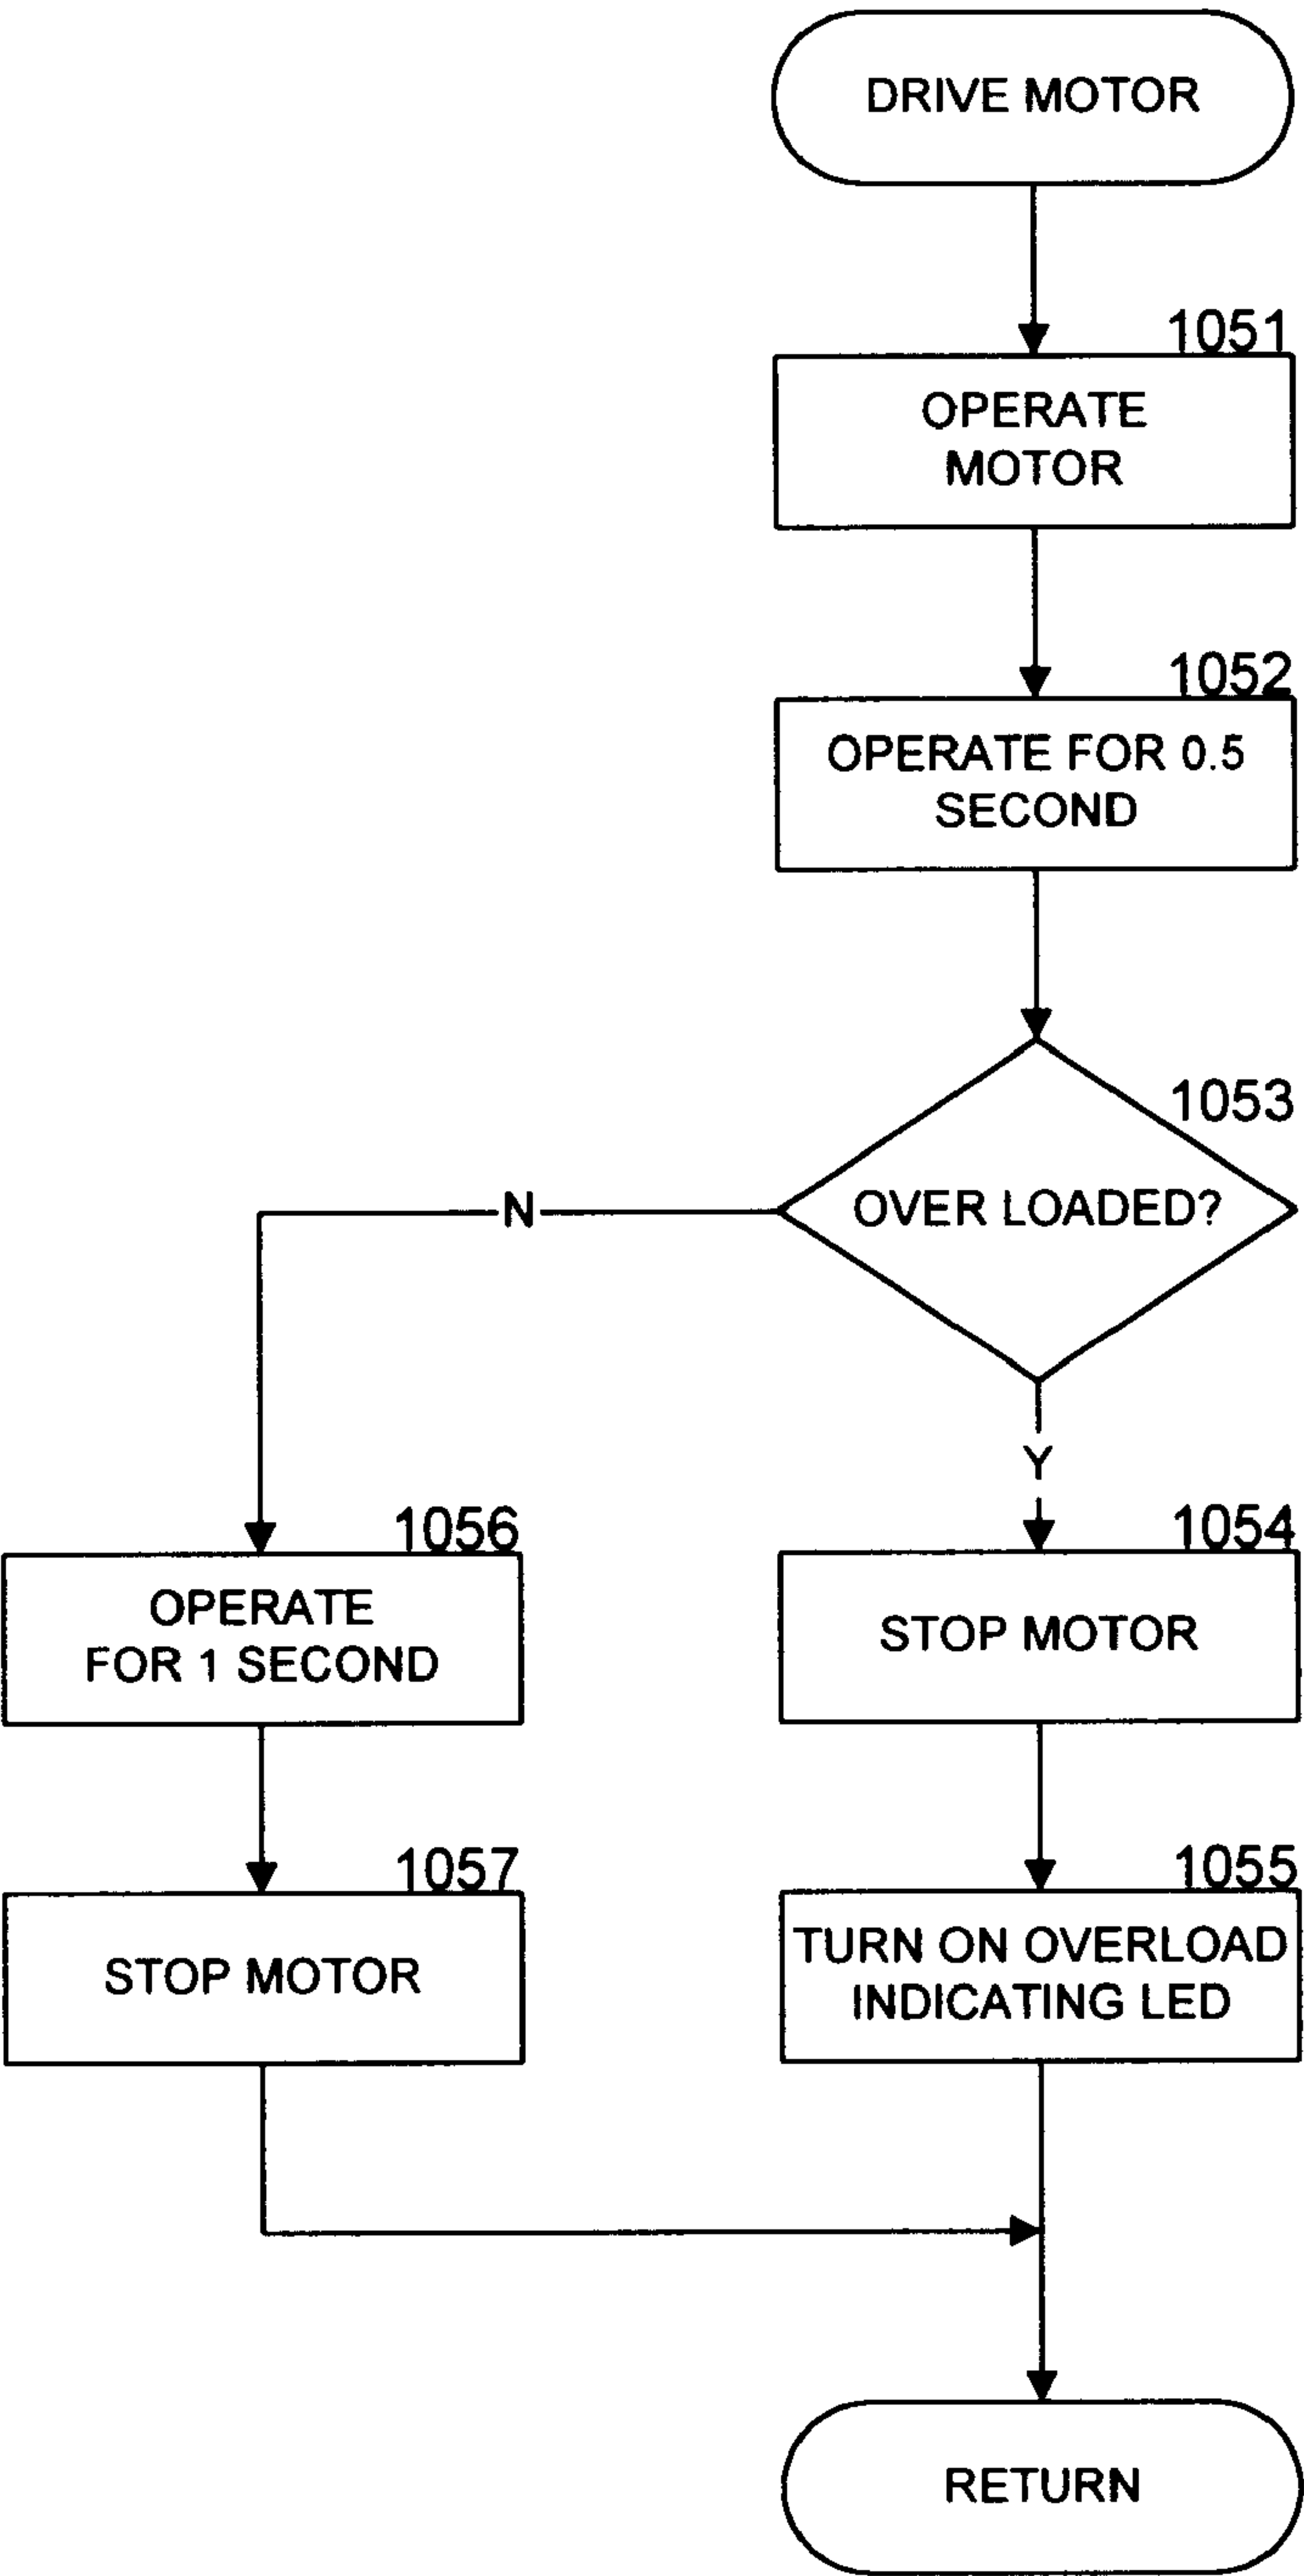 DRIVE MOTOR
1051
OPERATE
MOTOR
1052
OPERATE FOR 0.5
SECOND
1053
OVER LOADED?
N
Y
1056
OPERATE
FOR 1 SECOND
1054
STOP MOTOR
1057
STOP MOTOR
1055
TURN ON OVERLOAD
INDICATING LED
RETURN